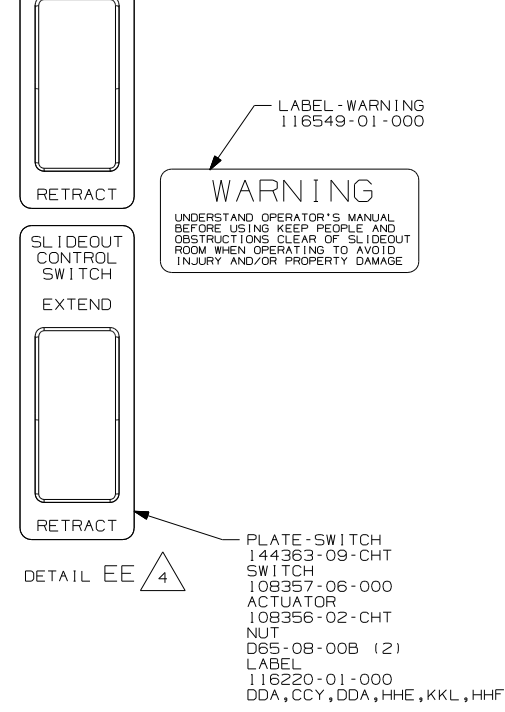 RETRACT
LABEL-WARNING
116549-01-000
WARNING
UNDERSTAND OPERATOR'S MANUAL
BEFORE USING KEEP PEOPLE AND
OBSTRUCTIONS CLEAR OF SLIDEOUT
ROOM WHEN OPERATING TO AVOID
INJURY AND/OR PROPERTY DAMAGE
SLIDEOUT
CONTROL
SWITCH
EXTEND
RETRACT
DETAIL EE 4
PLATE-SWITCH
144363-09-CHT
SWITCH
108357-06-000
ACTUATOR
108356-02-CHT
NUT
D65-08-00B (2)
LABEL
116220-01-000
DDA,CCY,DDA,HHE,KKL,HHF